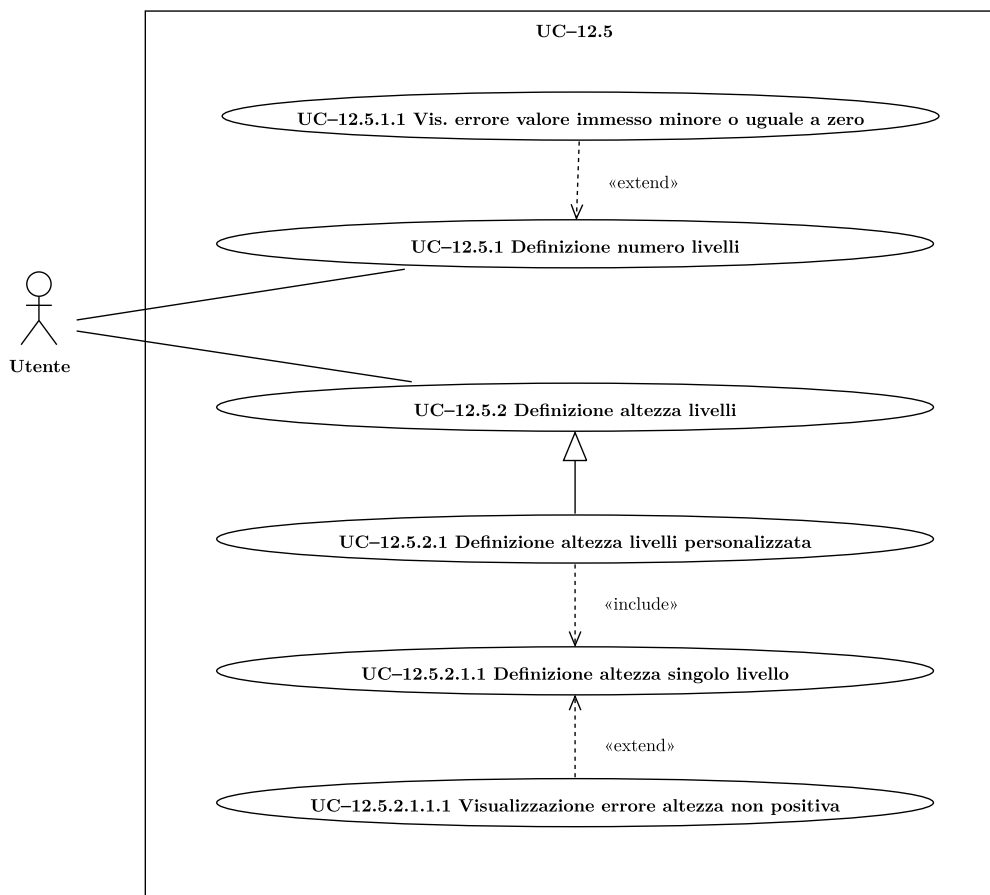 UC–12.5
UC–12.5.1.1 Vis. errore valore immesso minore o uguale a zero
«extend»
UC–12.5.1 Definizione numero livelli
Utente
UC–12.5.2 Definizione altezza livelli
UC–12.5.2.1 Definizione altezza livelli personalizzata
«include»
UC–12.5.2.1.1 Definizione altezza singolo livello
«extend»
UC–12.5.2.1.1.1 Visualizzazione errore altezza non positiva